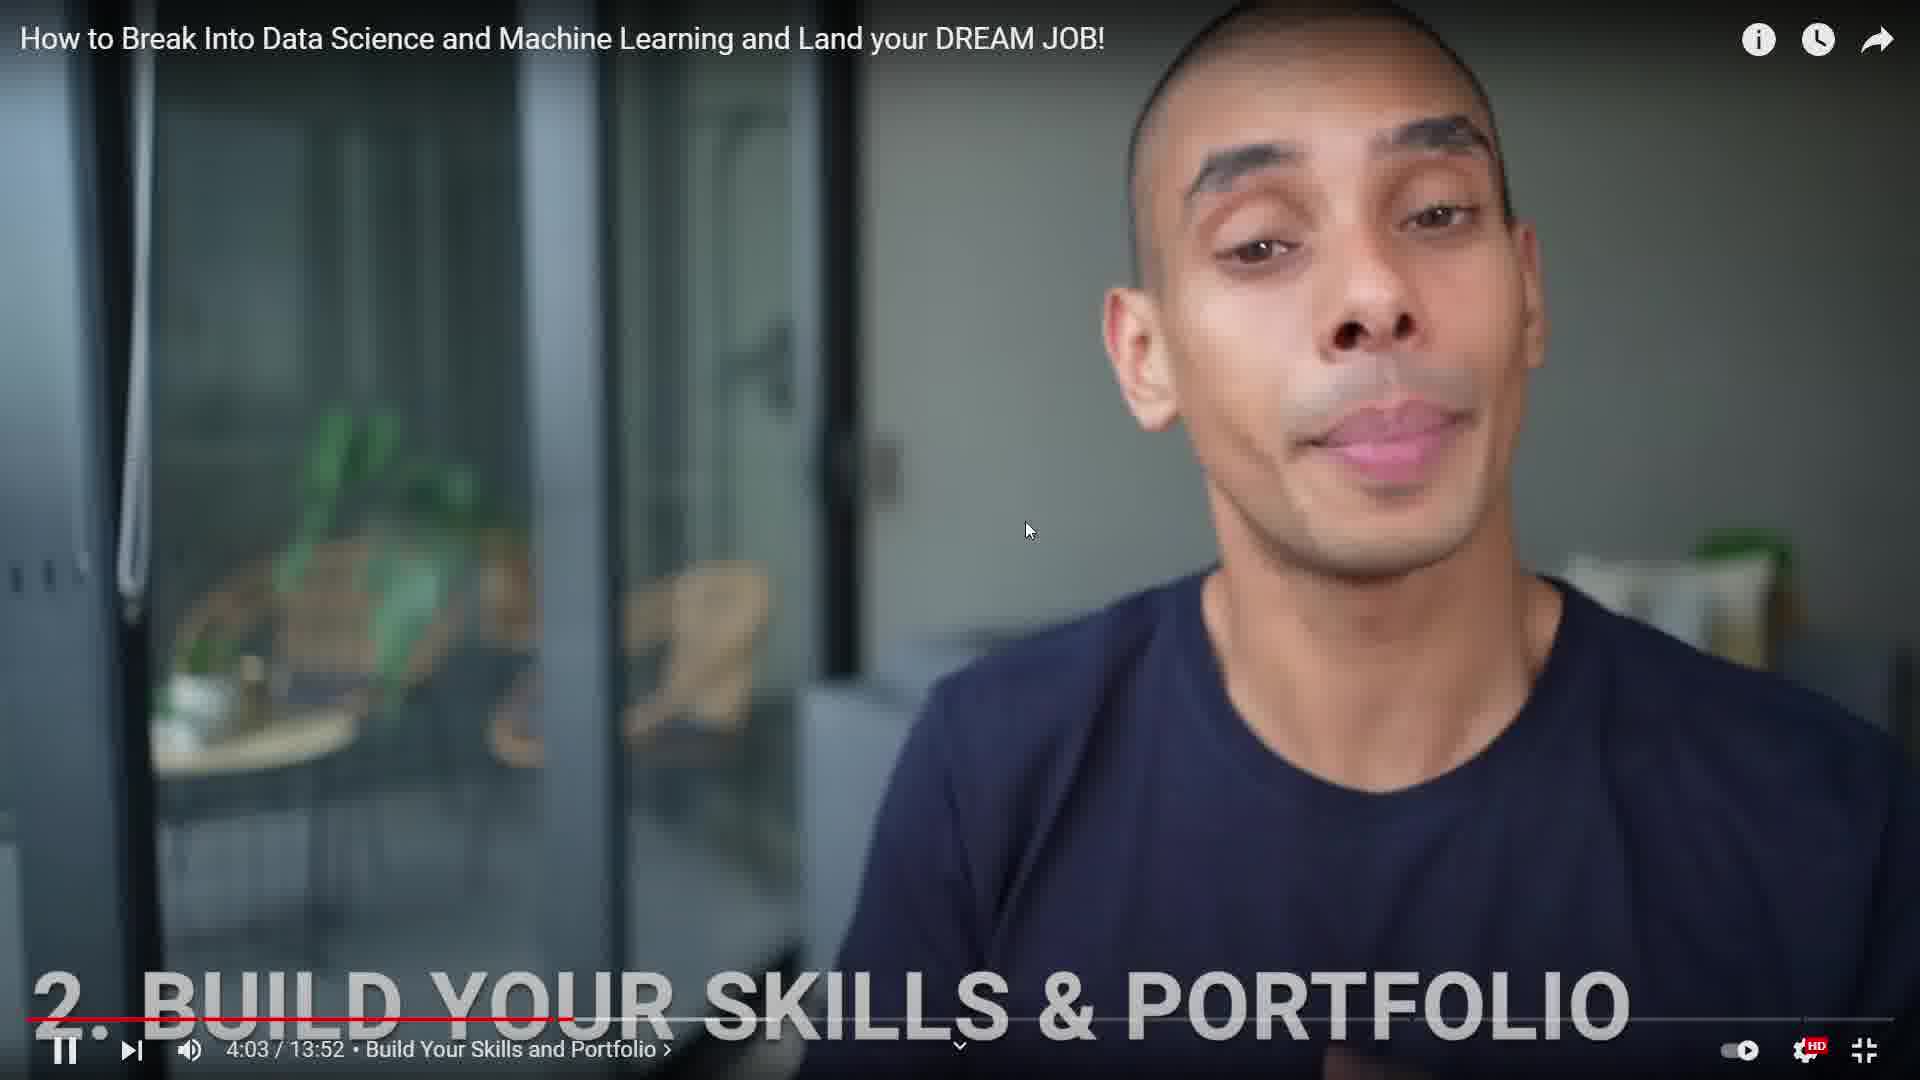 How to Break Into Data Science and Machine Learning and Land your DREAM JOB!
2. BUILD YOUR SKILLS & PORTFOLIO
4:03 / 13:52 • Build Your Skills and Portfolio
HD